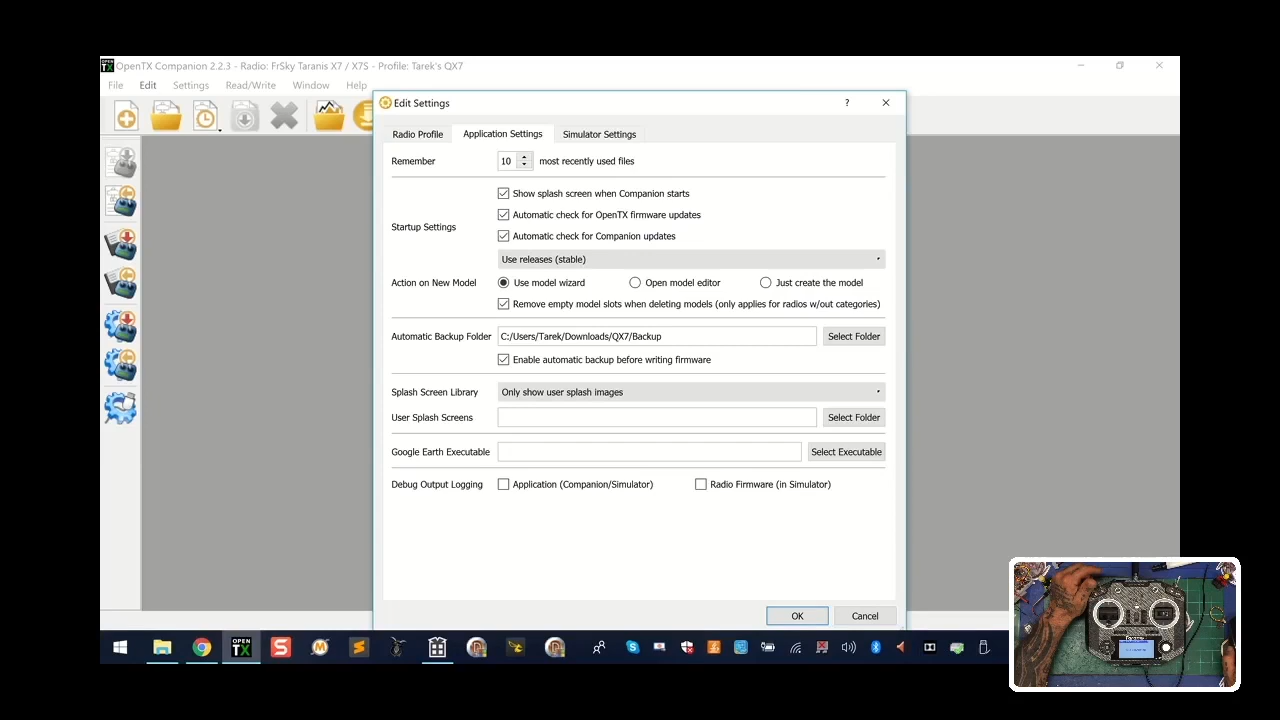 OpenTX Companion 2.2.3 - Radio: FrSky Taranis X7 / X7S - Profile: Tarek's QX7
File Edit Settings Read/Write Window Help
Edit Settings
Radio Profile Application Settings Simulator Settings
Remember 10 most recently used files
Show splash screen when Companion starts
Automatic check for OpenTX firmware updates
Startup Settings
Automatic check for Companion updates
Use releases (stable)
Action on New Model Use model wizard Open model editor Just create the model
Remove empty model slots when deleting models (only applies for radios w/out categories)
Automatic Backup Folder C:/Users/Tarek/Downloads/QX7/Backup Select Folder
Enable automatic backup before writing firmware
Splash Screen Library Only show user splash images
User Splash Screens Select Folder
Google Earth Executable Select Executable
Debug Output Logging Application (Companion/Simulator) Radio Firmware (in Simulator)
OK Cancel
OPEN
TX
Taranis